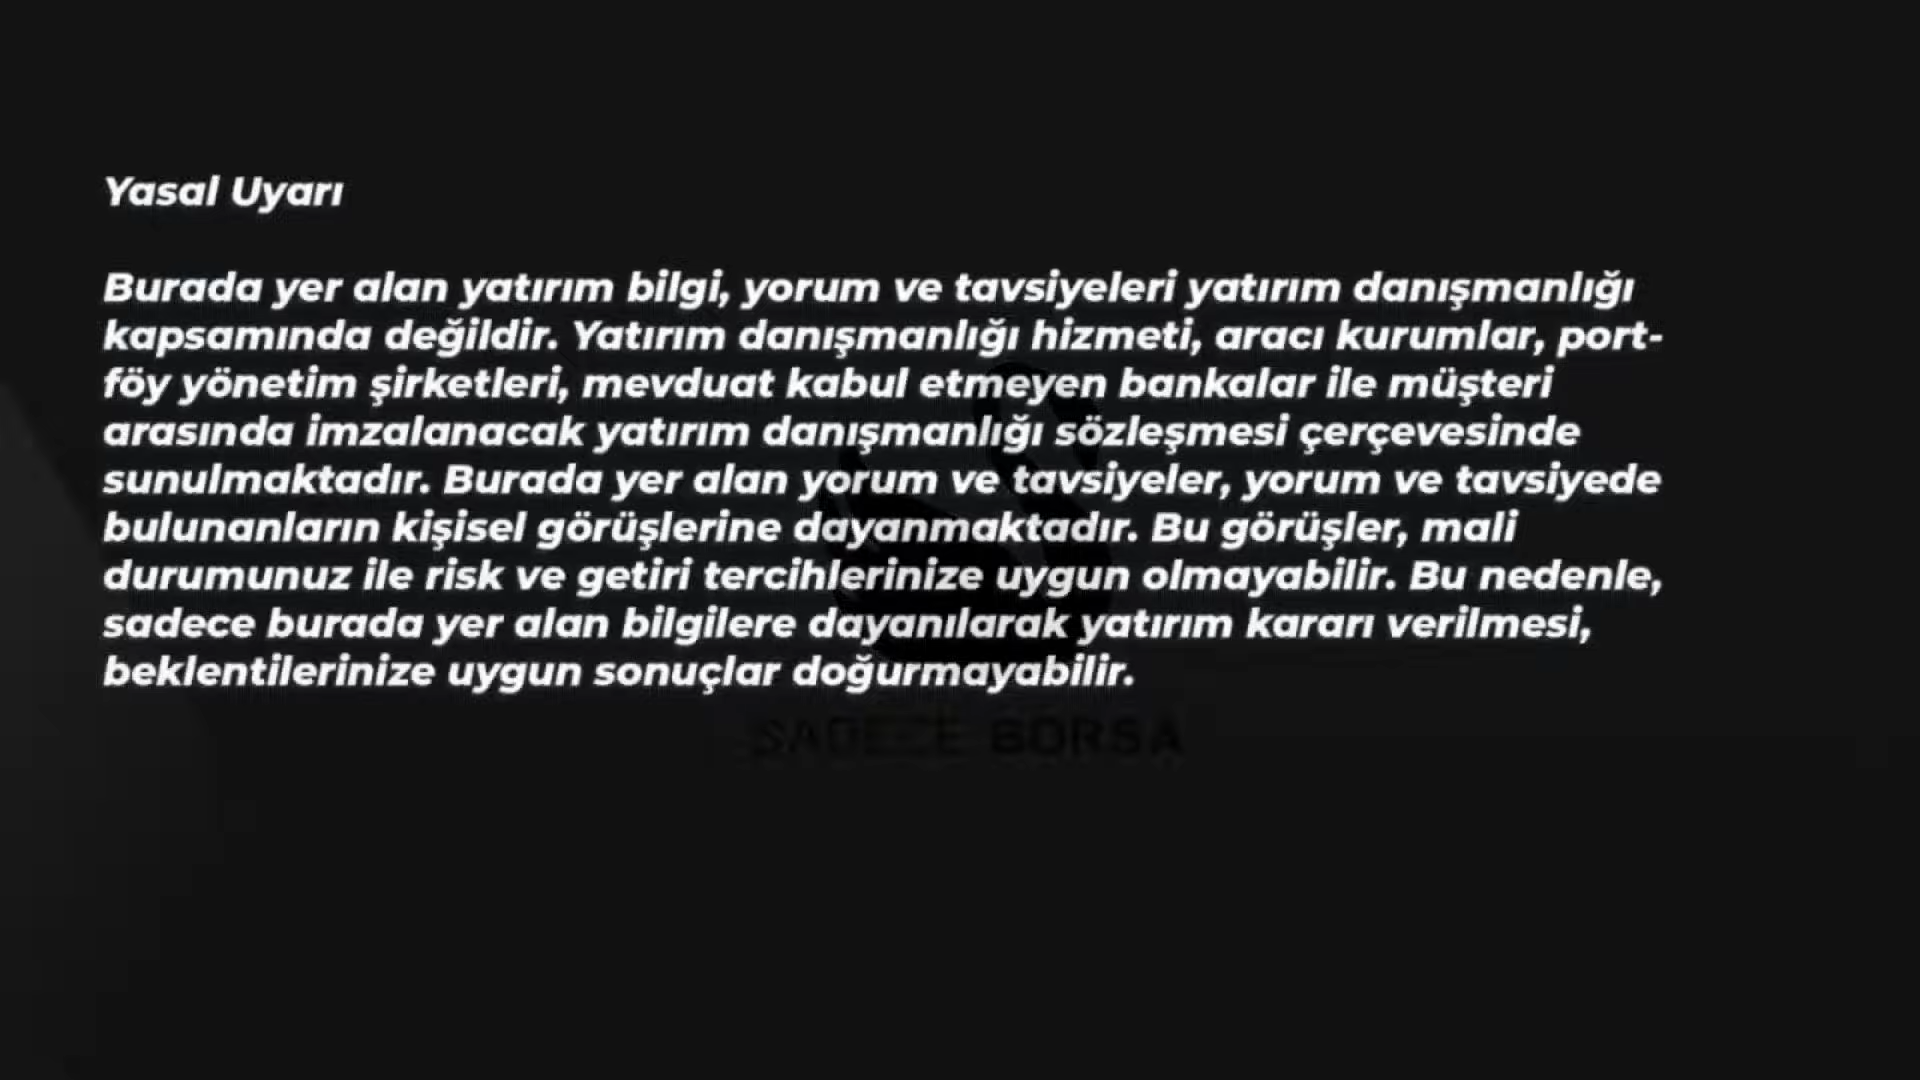 Yasal Uyarı
Burada yer alan yatırım bilgi, yorum ve tavsiyeleri yatırım danışmanlığı
kapsamında değildir. Yatırım danışmanlığı hizmeti, aracı kurumlar, port-
föy yönetim şirketleri, mevduat kabul etmeyen bankalar ile müşteri
arasında imzalanacak yatırım danışmanlığı sözleşmesi çerçevesinde
sunulmaktadır. Burada yer alan yorum ve tavsiyeler, yorum ve tavsiyede
bulunanların kişisel görüşlerine dayanmaktadır. Bu görüşler, mali
durumunuz ile risk ve getiri tercihlerinize uygun olmayabilir. Bu nedenle,
sadece burada yer alan bilgilere dayanılarak yatırım kararı verilmesi,
beklentilerinize uygun sonuçlar doğurmayabilir.
SADECE BORSA